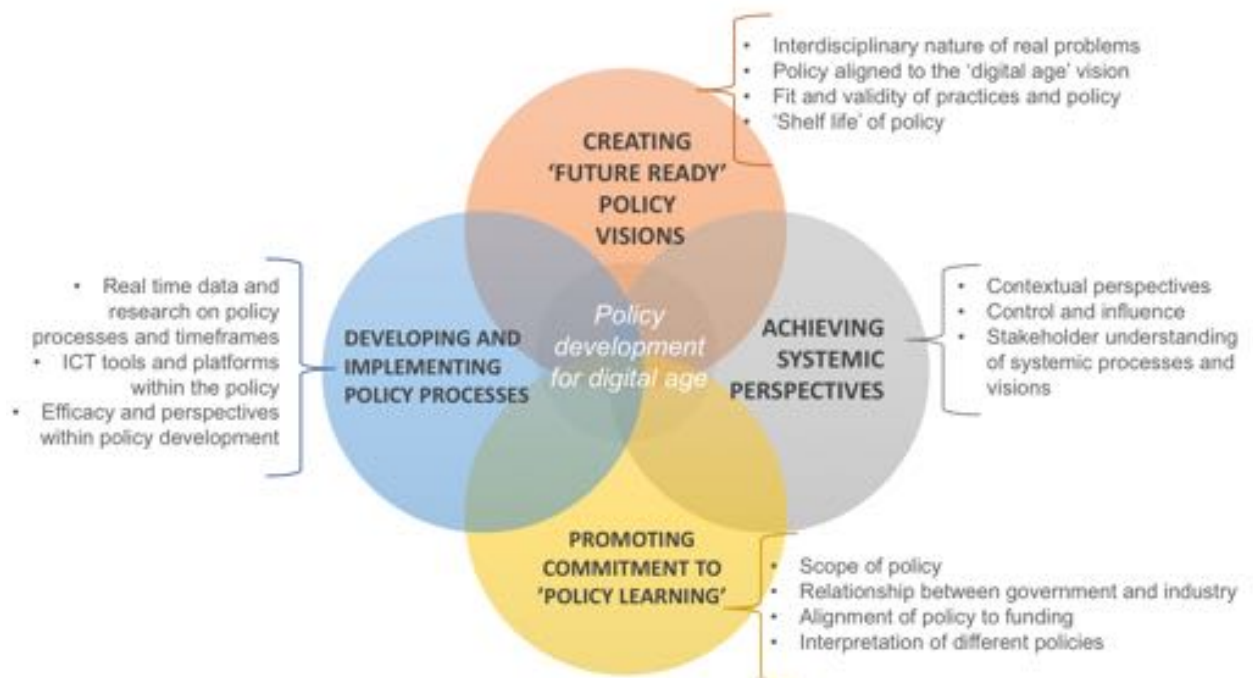 • Interdisciplinary nature of real problems
• Policy aligned to the 'digital age' vision
• Fit and validity of practices and policy
• 'Shelf life' of policy
CREATING
'FUTURE READY'
POLICY
VISIONS
• Real time data and
research on policy
processes and timeframes
• ICT tools and platforms
within the policy
• Efficacy and perspectives
within policy development
DEVELOPING AND
IMPLEMENTING
POLICY PROCESSES
Policy
development
for digital age
ACHIEVING
SYSTEMIC
PERSPECTIVES
• Contextual perspectives
• Control and influence
• Stakeholder understanding
of systemic processes and
visions
PROMOTING
COMMITMENT TO
'POLICY LEARNING'
• Scope of policy
• Relationship between government and industry
• Alignment of policy to funding
• Interpretation of different policies